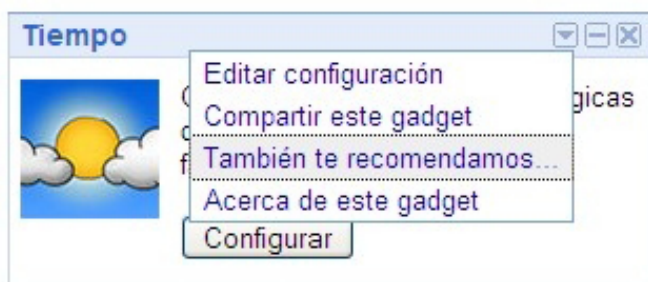 Tiempo
Editar configuración
Compartir este gadget
gicas
También te recomendamos...
Acerca de este gadget
Configurar